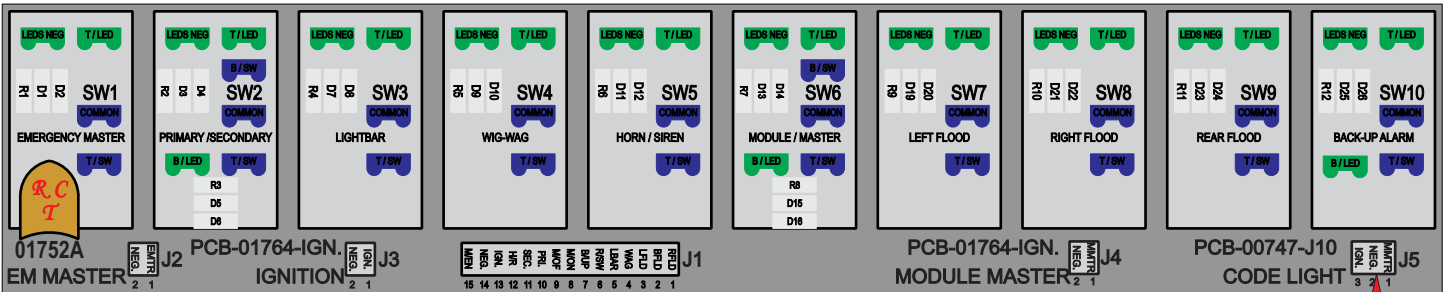 LEDS NEG T / LED LEDS NEG T / LED LEDS NEG T / LED LEDS NEG T / LED LEDS NEG T / LED LEDS NEG T / LED LEDS NEG T / LED LEDS NEG T / LED LEDS NEG T / LED LEDS NEG T / LED
B / SW B / SW
R1 D1 D2 SW1 R2 D3 D4 SW2 R4 D7 D8 SW3 R5 D9 D10 SW4 R6 D11 D12 SW5 R7 D13 D14 SW6 R9 D19 D20 SW7 R10 D21 D22 SW8 R11 D23 D24 SW9 R12 D25 D26 SW10
COMMON COMMON COMMON COMMON COMMON COMMON COMMON COMMON COMMON COMMON
EMERGENCY MASTER PRIMARY /SECONDARY LIGHTBAR WIG-WAG HORN / SIREN MODULE / MASTER LEFT FLOOD RIGHT FLOOD REAR FLOOD BACK-UP ALARM
T / SW B / LED T / SW T / SW T / SW T / SW B / LED T / SW T / SW T / SW T / SW B / LED T / SW
R C
T
R3 R8
D5 D15
D6 D16
01752A PCB-01764-IGN. PCB-01764-IGN. PCB-00747-J10
EM MASTER NEG. EMTR J2 IGNITION NEG. IGN. J3 M/EN NEG. IGN. H/R SEC. PRI. M/OF M/ON R/SW LBAR WAG LFLD BFLD RFLD J1 MODULE MASTER NEG. MMTR J4 CODE LIGHT IGN. NEG. MMTR J5
2 1 2 1 15 14 13 12 11 10 9 8 7 6 5 4 3 2 1 2 1 3 2 1